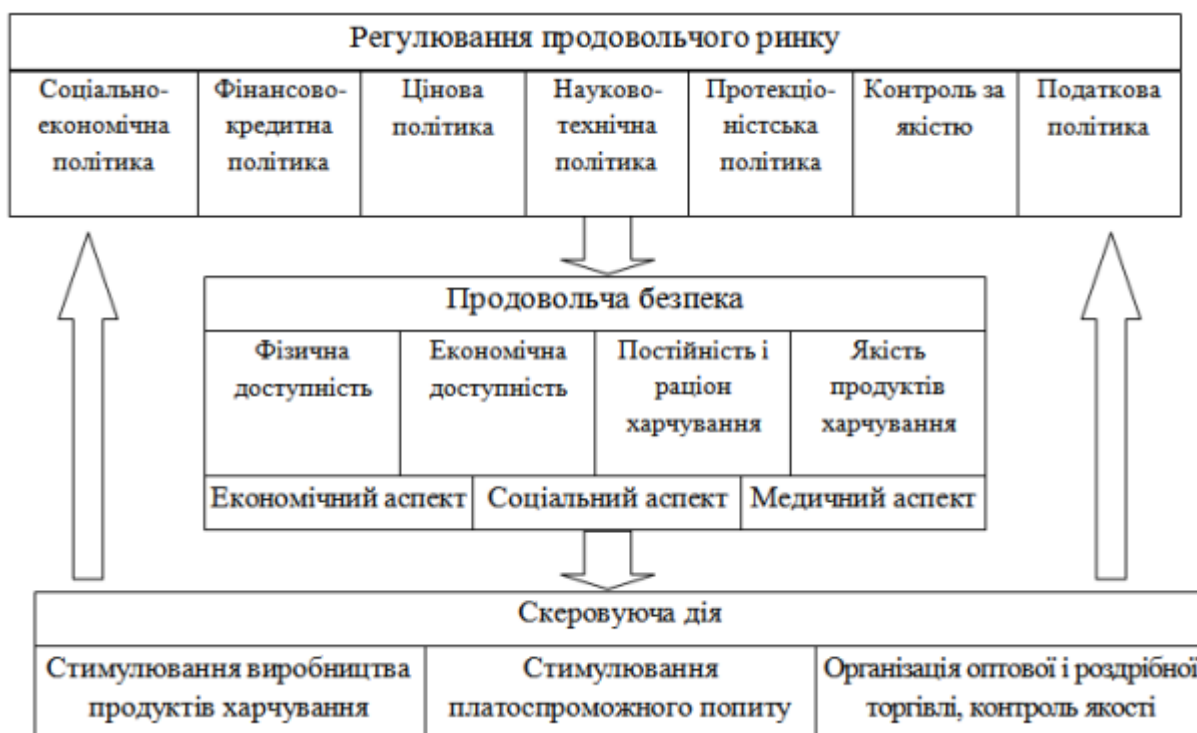 Регулювання продовольчого ринку
Соціально-
економічна
політика
Фінансово-
кредитна
політика
Цінова
політика
Науково-
технічна
політика
Протекціо-
ністська
політика
Контроль за
якістю
Податкова
політика
Продовольча безпека
Фізична
доступність
Економічна
доступність
Постійність і
раціон
харчування
Якість
продуктів
харчування
Економічний аспект
Соціальний аспект
Медичний аспект
Скеровуюча дія
Стимулювання виробництва
продуктів харчування
Стимулювання
платоспроможного попиту
Організація оптової і роздрібної
торгівлі, контроль якості